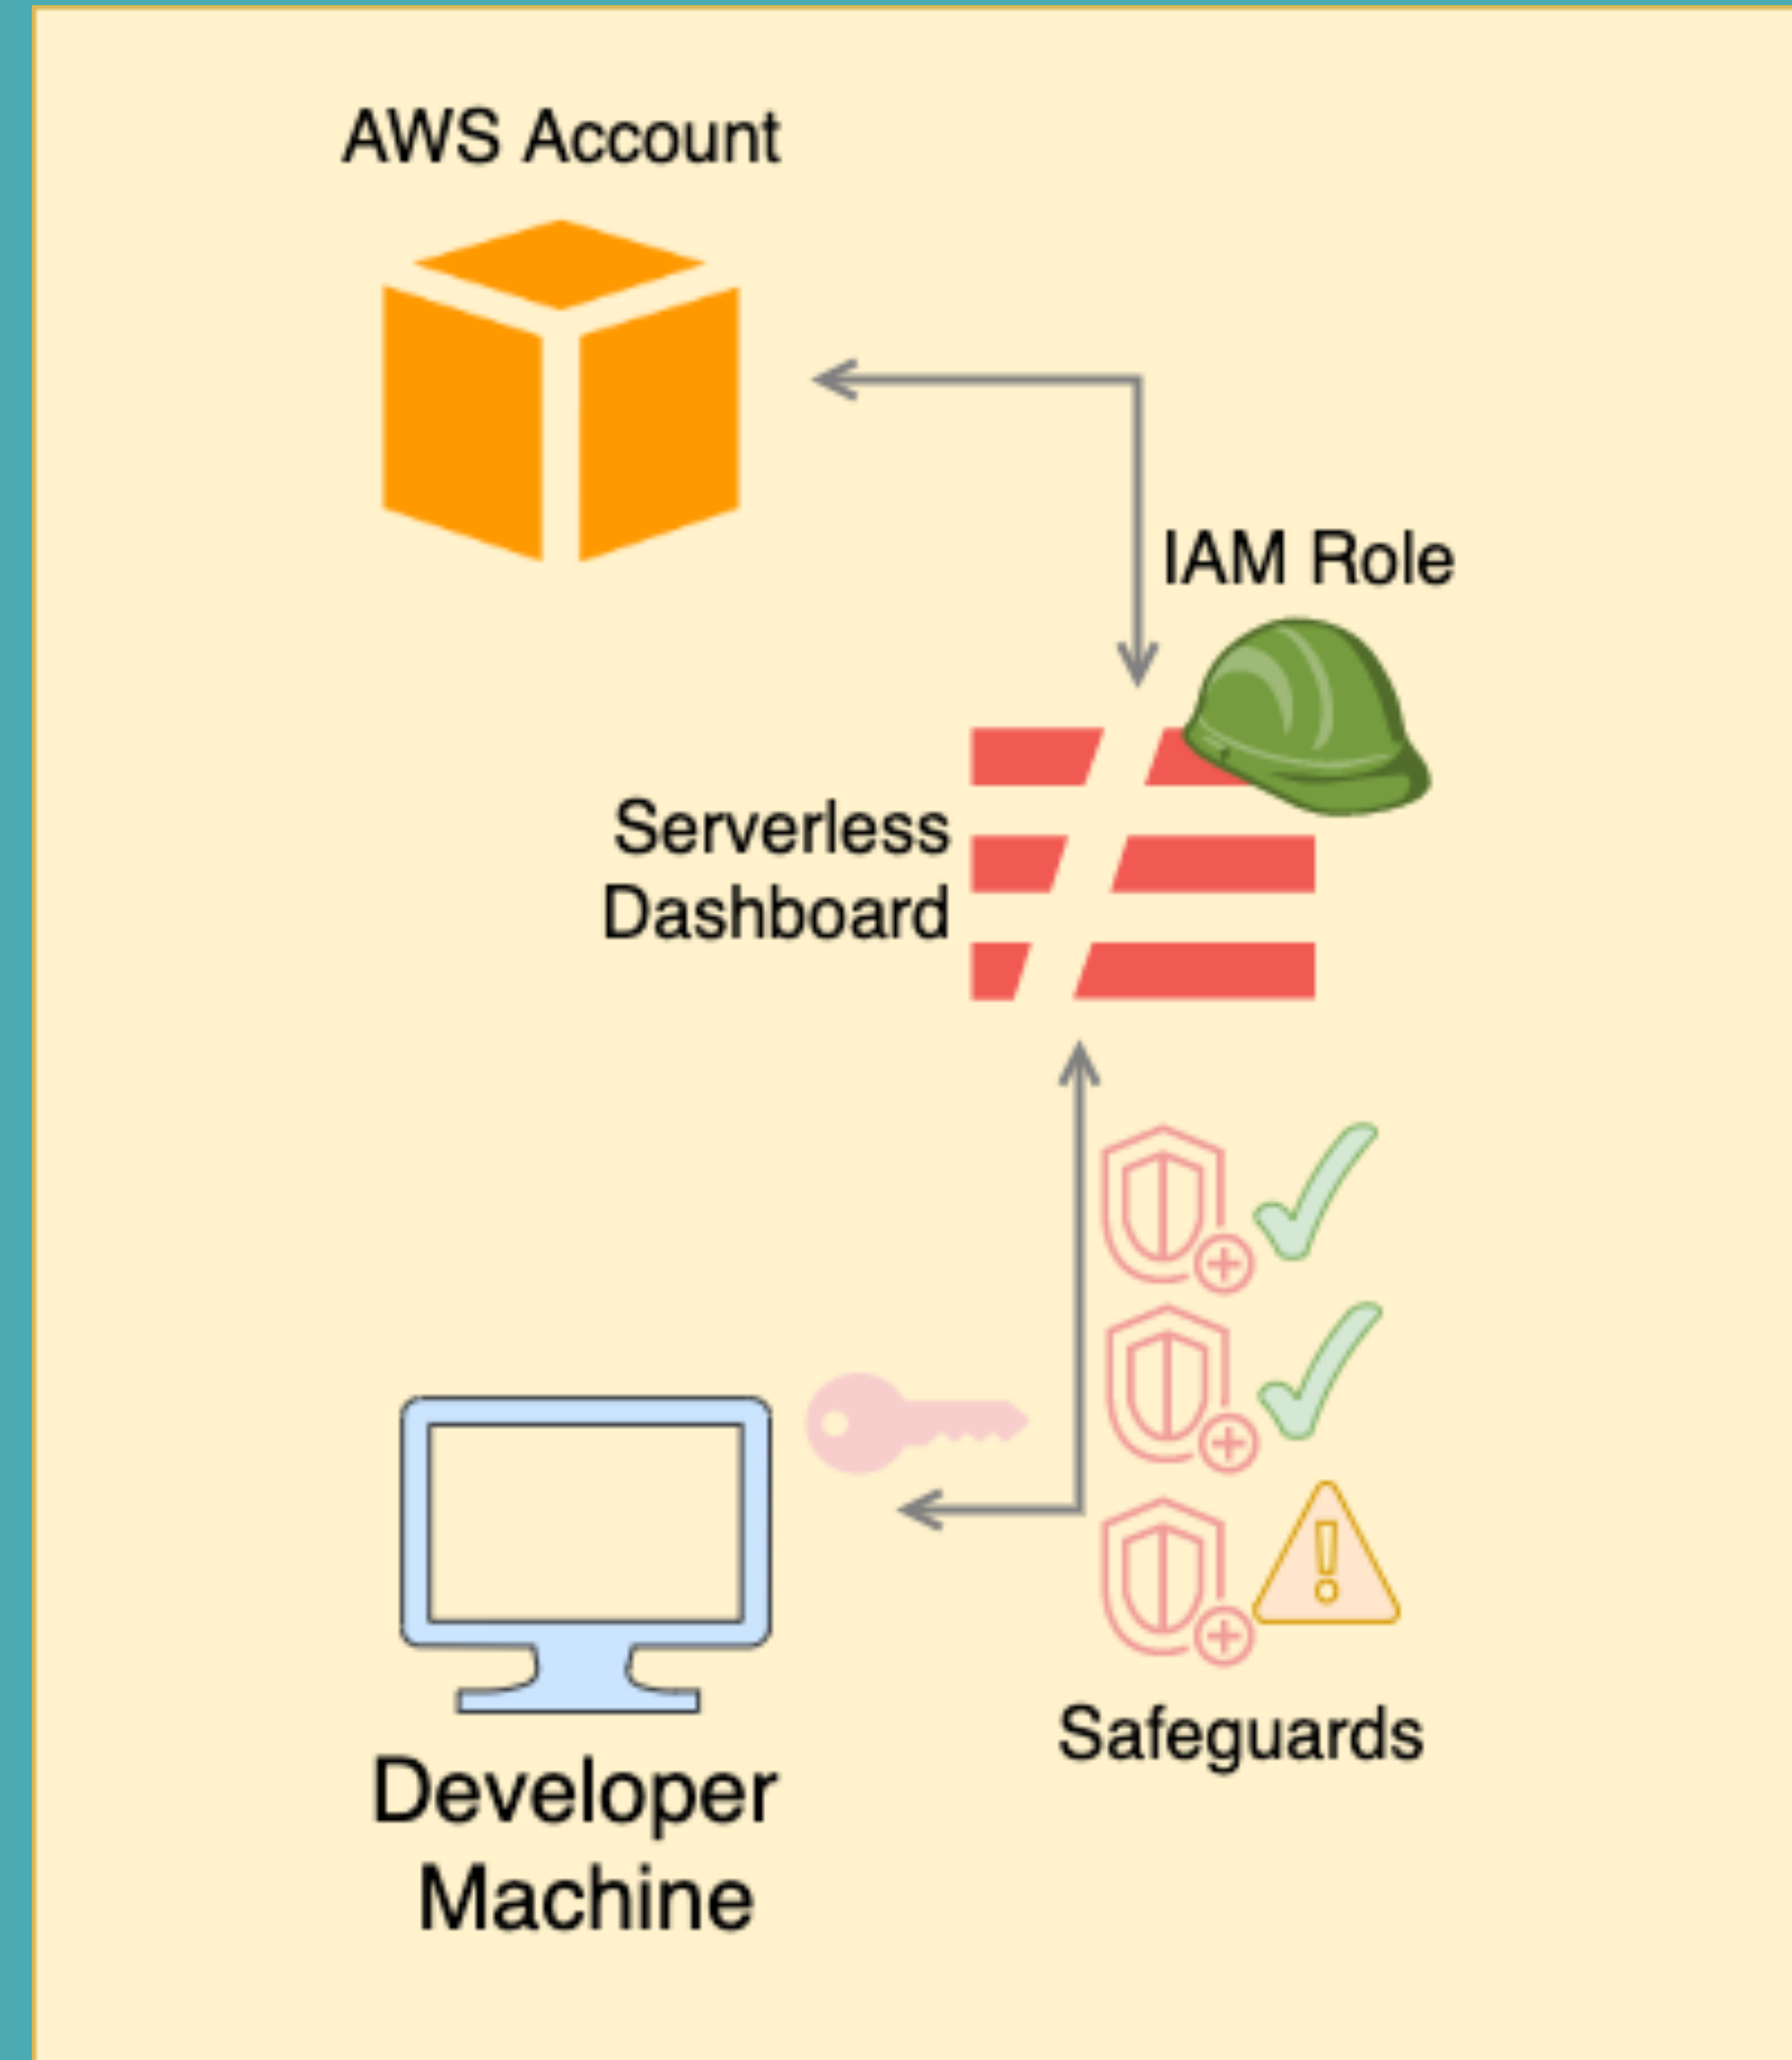 AWS Account
IAM Role
Serverless
Dashboard
Safeguards
Developer
Machine